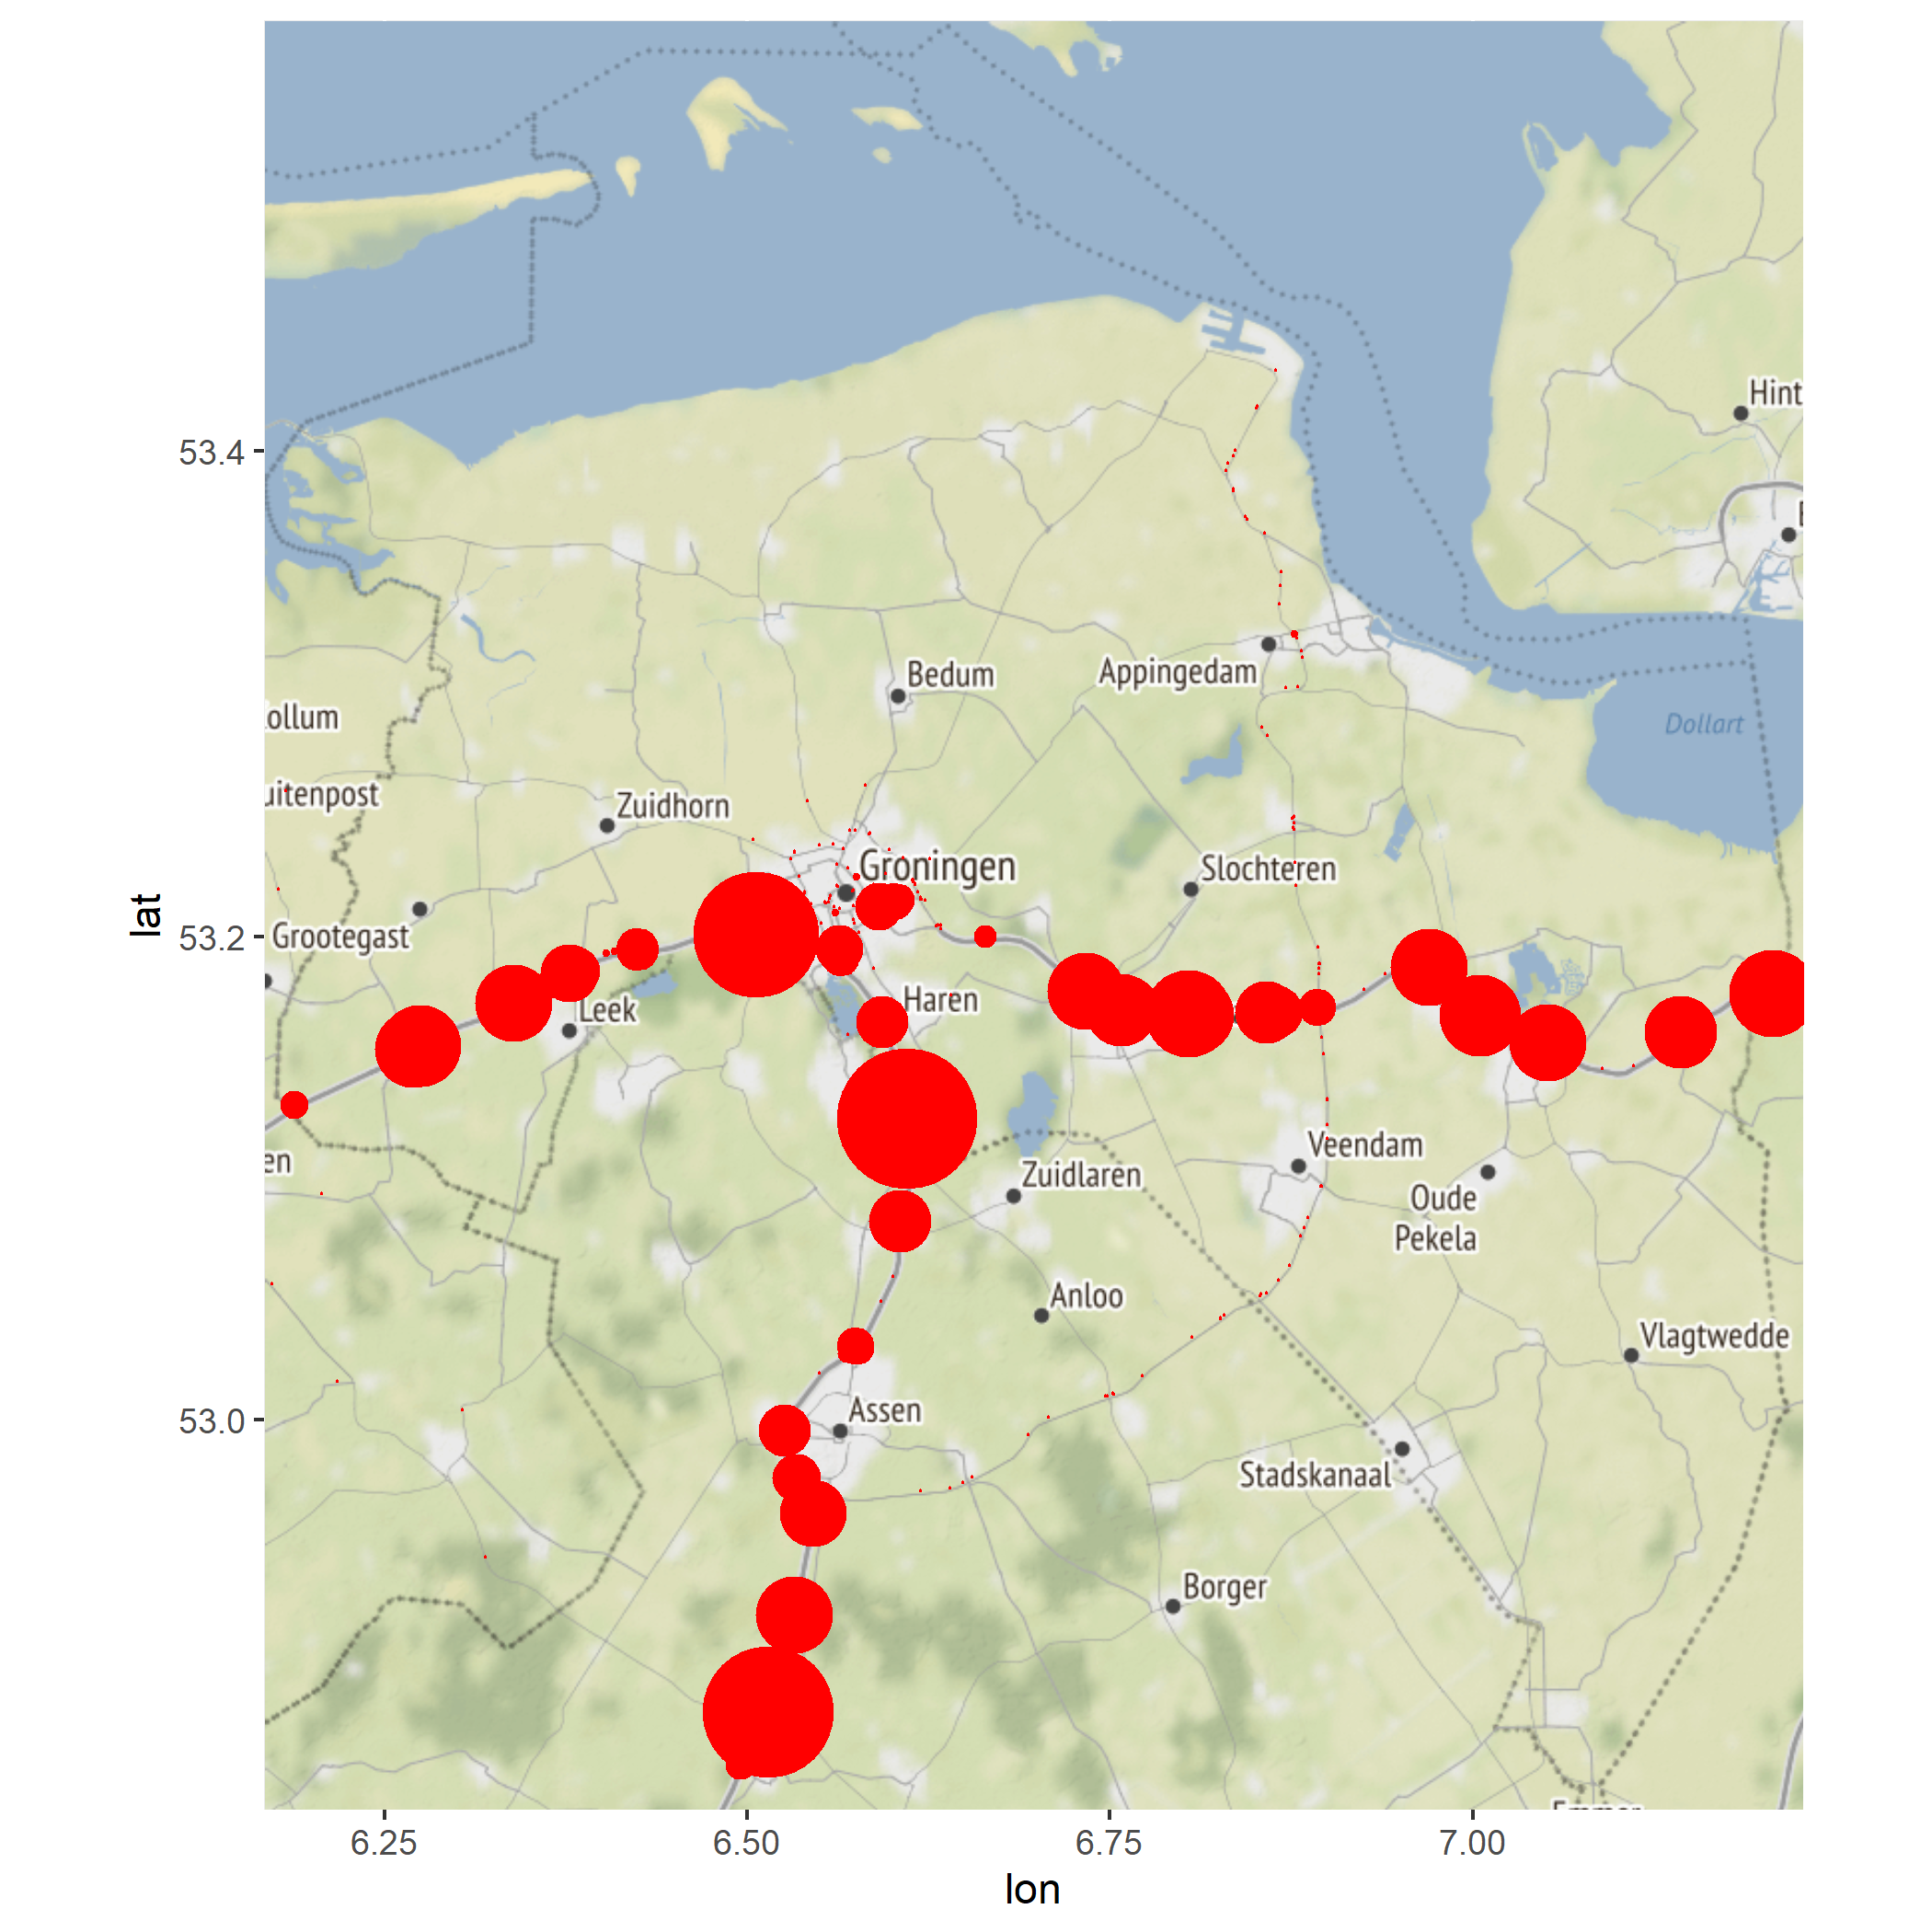 Hint
53.4
Bedum
Appingedam
ollum
Dollart
uitenpost
Zuidhorn
Groningen
Slochteren
lat
53.2
Grootegast
Haren
Leek
Veendam
en
Zuidlaren
Oude
Pekela
Anloo
Vlagtwedde
53.0
Assen
Stadskanaal
Borger
6.25
6.50
6.75
7.00
lon